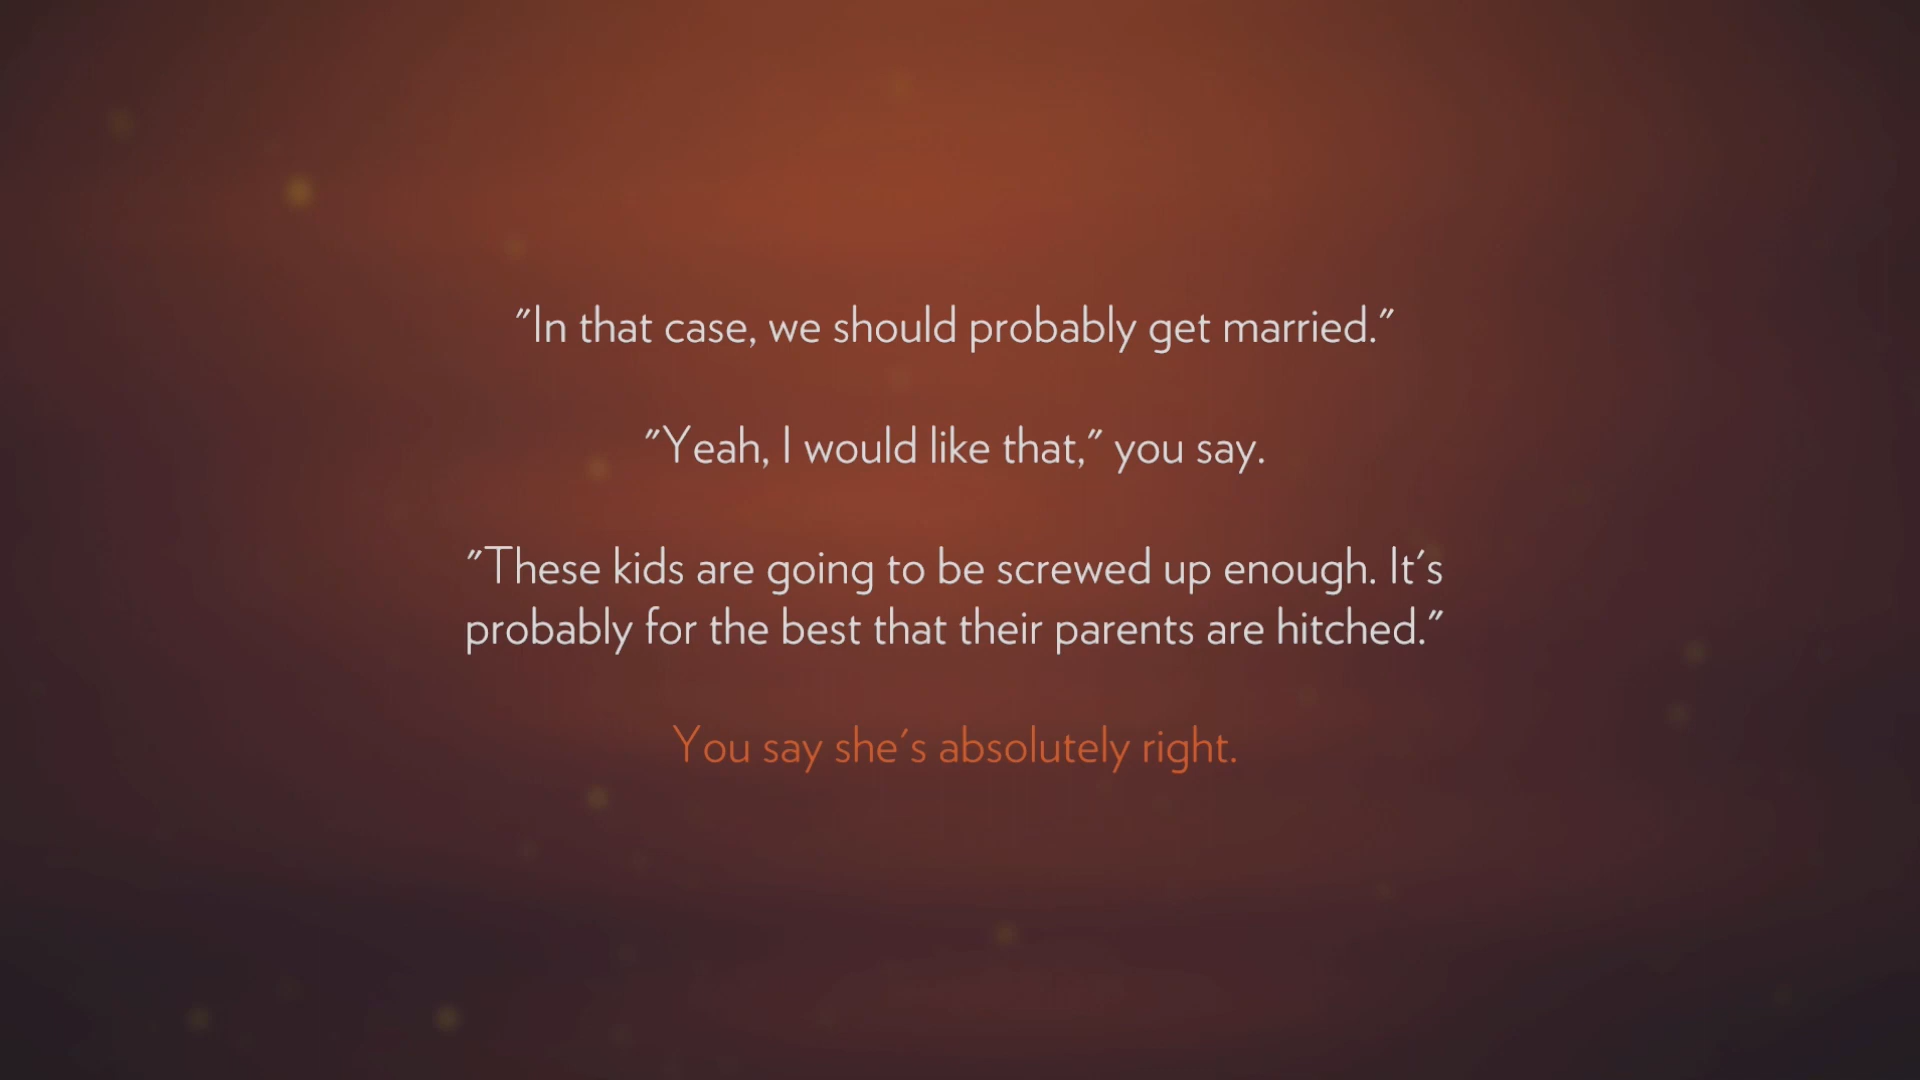 "In that case, we should probably get married."
"Yeah, I would like that," you say.
"These kids are going to be screwed up enough. It's
probably for the best that their parents are hitched."
You say she's absolutely right.